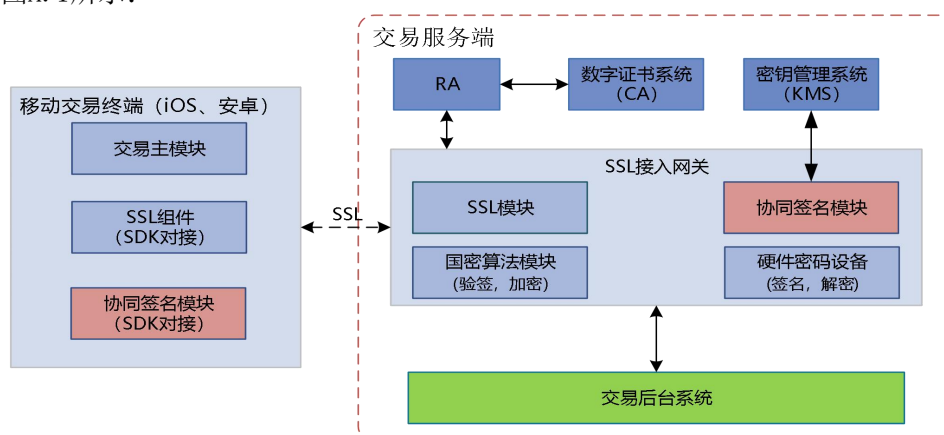 交易服务端
RA
数字证书系统
(CA)
密钥管理系统
(KMS)
移动交易终端（iOS、安卓）
交易主模块
SSL组件
(SDK对接)
协同签名模块
(SDK对接)
SSL
SSL接入网关
SSL模块
协同签名模块
国密算法模块
(验签，加密)
硬件密码设备
(签名，解密)
交易后台系统